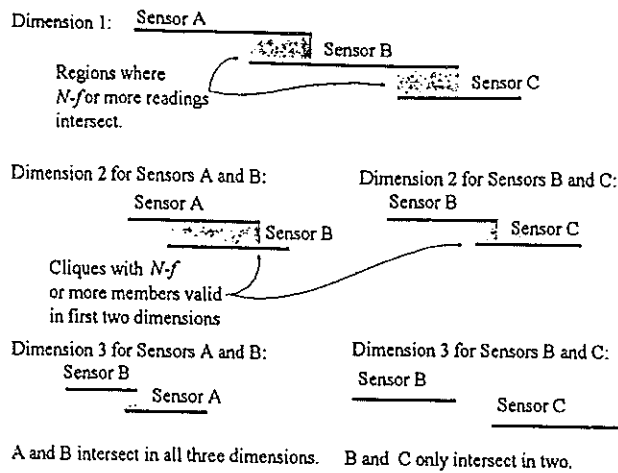 Dimension 1:
Sensor A
Sensor B
Regions where
N-f or more readings
intersect.
Sensor C
Dimension 2 for Sensors A and B:
Sensor A
Sensor B
Dimension 2 for Sensors B and C:
Sensor B
Sensor C
Cliques with N-f
or more members valid
in first two dimensions
Dimension 3 for Sensors A and B:
Sensor B
Sensor A
Dimension 3 for Sensors B and C:
Sensor B
Sensor C
A and B intersect in all three dimensions.
B and C only intersect in two.